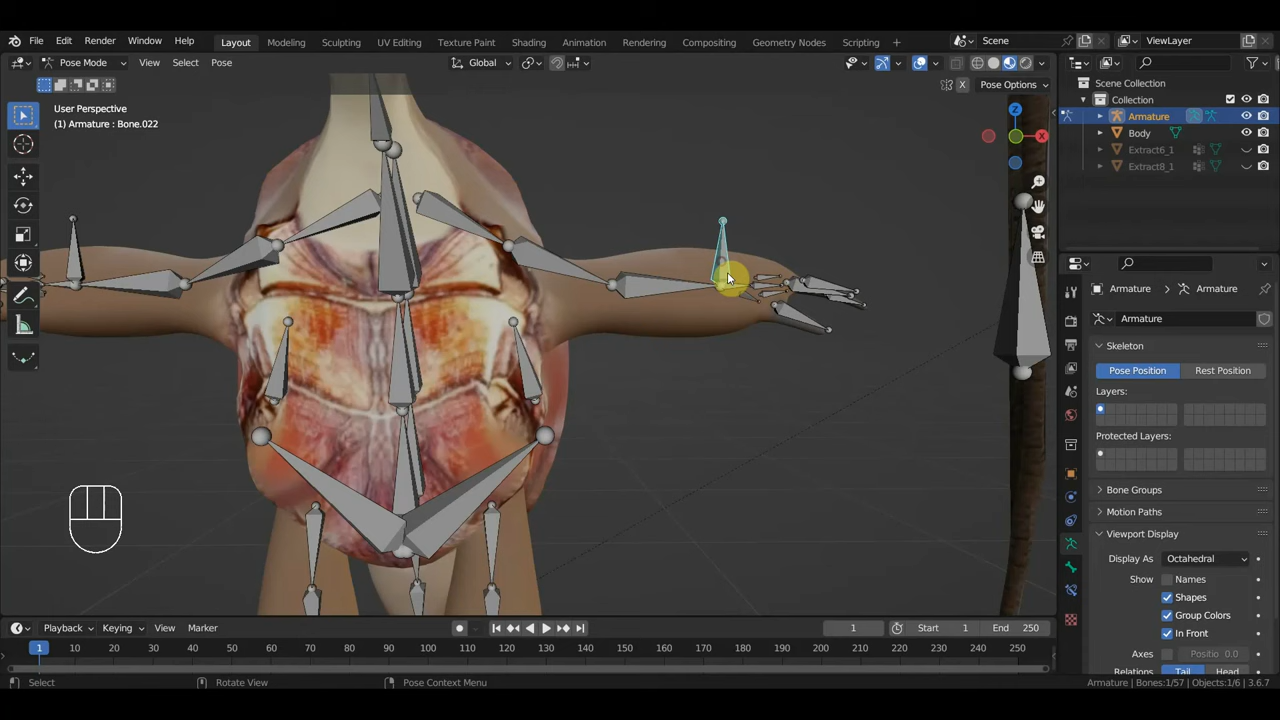 File Edit Render Window Help Layout Modeling Sculpting UV Editing Texture Paint Shading Animation Rendering Compositing Geometry Nodes Scripting + Scene ViewLayer
Pose Mode View Select Pose Global
X Pose Options
User Perspective
(1) Armature : Bone.022
Z
X
Scene Collection
Collection
Armature
Body
Extract6_1
Extract8_1
Armature > Armature
Armature
Skeleton
Pose Position Rest Position
Layers:
Protected Layers:
Bone Groups
Motion Paths
Viewport Display
Display As Octahedral
Show Names
Shapes
Group Colors
In Front
Axes Positio 0.0
Relations Tail Head
Playback Keying View Marker 1 Start 1 End 250
1 10 20 30 40 50 60 70 80 90 100 110 120 130 140 150 160 170 180 190 200 210 220 230 240 250
Select Rotate View Pose Context Menu Armature | Bones:1/57 | Objects:1/6 | 3.6.7